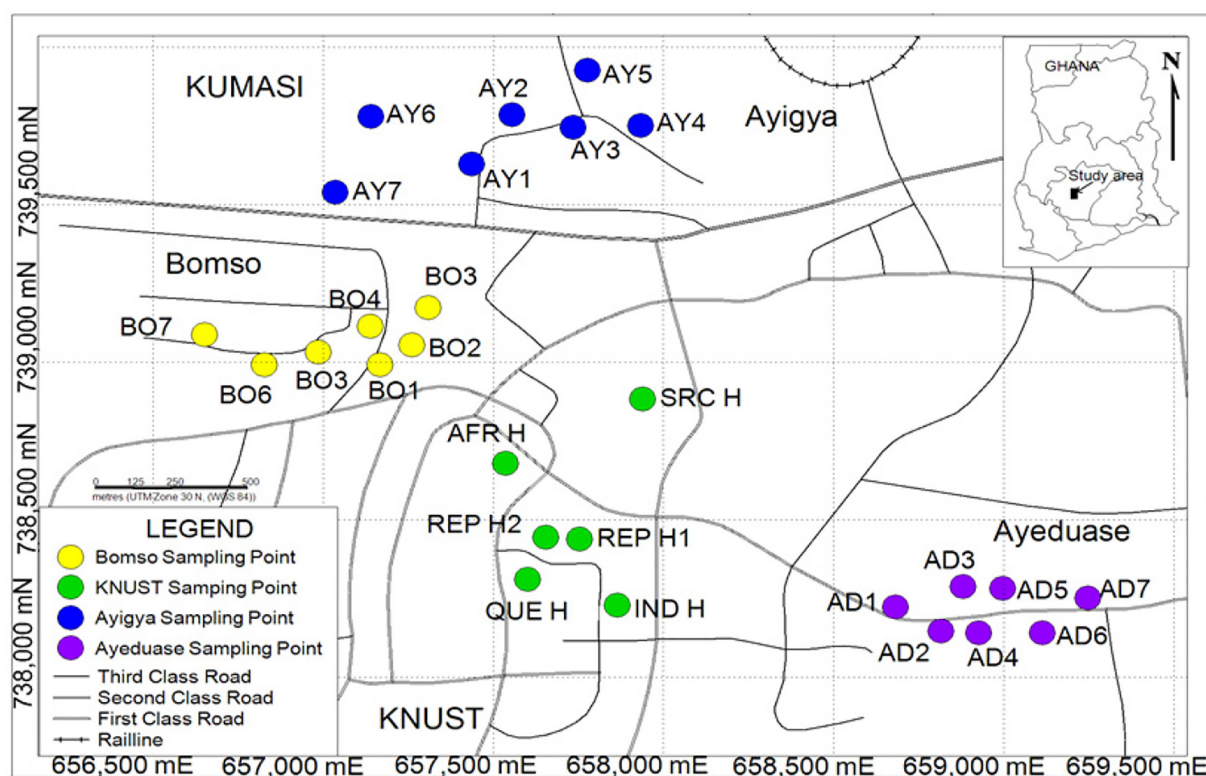 KUMASI
AY5
AY2
AY6
AY4
Ayigya
AY3
AY1
AY7
GHANA
N
Study area
739,500 mN
Bomso
BO3
BO4
BO7
BO2
BO3
BO6
BO1
739,000 mN
SRC H
AFR H
0 125 250 500
metres (UTM Zone 30 N, (WGS 84))
738,500 mN
REP H2
REP H1
QUE H
IND H
Ayeduase
AD3
AD5
AD7
AD1
AD2
AD4
AD6
738,000 mN
KNUST
LEGEND
Bomso Sampling Point
KNUST Samping Point
Ayigya Sampling Point
Ayeduase Sampling Point
Third Class Road
Second Class Road
First Class Road
Railline
656,500 mE 657,000 mE 657,500 mE 658,000 mE 658,500 mE 659,000 mE 659,500 mE